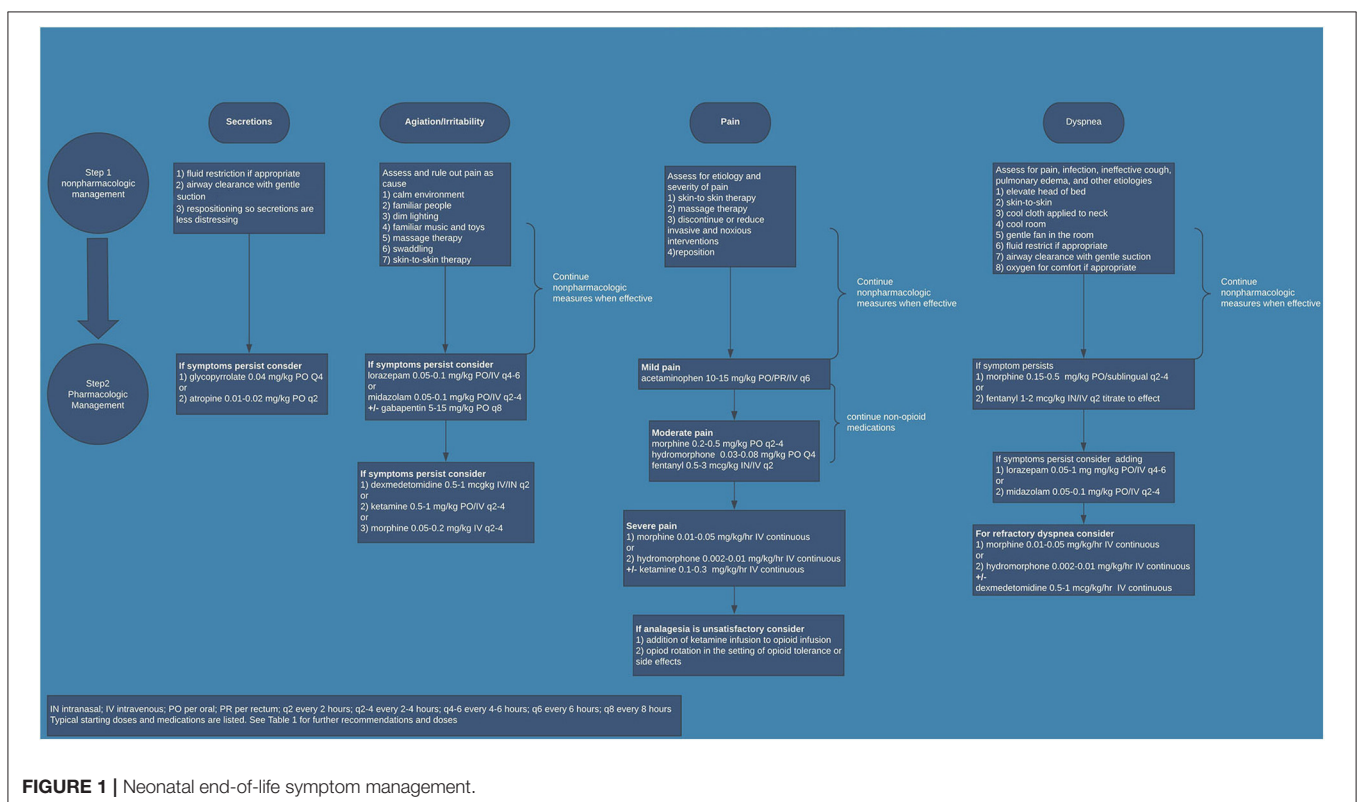 Secretions
Agiation/Irritability
Pain
Dyspnea
Step 1
nonpharmacologic
management
1) fluid restriction if appropriate
2) airway clearance with gentle
suction
3) respositioning so secretions are
less distressing
Assess and rule out pain as
cause
1) calm environment
2) familiar people
3) dim lighting
4) familiar music and toys
5) massage therapy
6) swaddling
7) skin-to-skin therapy
Assess for etiology and
severity of pain
1) skin-to skin therapy
2) massage therapy
3) discontinue or reduce
invasive and noxious
interventions
4)reposition
Assess for pain, infection, ineffective cough,
pulmonary edema, and other etiologies
1) elevate head of bed
2) skin-to-skin
3) cool cloth applied to neck
4) cool room
5) gentle fan in the room
6) fluid restrict if appropriate
7) airway clearance with gentle suction
8) oxygen for comfort if appropriate
Continue
nonpharmacologic
measures when effective
Continue
nonpharmacologic
measures when effective
Continue
nonpharmacologic
measures when effective
Step2
Pharmacologic
Management
If symptoms persist consder
1) glycopyrrolate 0.04 mg/kg PO Q4
or
2) atropine 0.01-0.02 mg/kg PO q2
If symptoms persist consider
lorazepam 0.05-0.1 mg/kg PO/IV q4-6
or
midazolam 0.05-0.1 mg/kg PO/IV q2-4
+/- gabapentin 5-15 mg/kg PO q8
If symptoms persist consider
1) dexmedetomidine 0.5-1 mcgkg IV/IN q2
or
2) ketamine 0.5-1 mg/kg PO/IV q2-4
or
3) morphine 0.05-0.2 mg/kg IV q2-4
Mild pain
acetaminophen 10-15 mg/kg PO/PR/IV q6
continue non-opioid
medications
Moderate pain
morphine 0.2-0.5 mg/kg PO q2-4
hydromorphone 0.03-0.08 mg/kg PO Q4
fentanyl 0.5-3 mcg/kg IN/IV q2
Severe pain
1) morphine 0.01-0.05 mg/kg/hr IV continuous
or
2) hydromorphone 0.002-0.01 mg/kg/hr IV continuous
+/- ketamine 0.1-0.3 mg/kg/hr IV continuous
If analagesia is unsatisfactory consider
1) addition of ketamine infusion to opioid infusion
2) opiod rotation in the setting of opioid tolerance or
side effects
If symptom persists
1) morphine 0.15-0.5 mg/kg PO/sublingual q2-4
or
2) fentanyl 1-2 mcg/kg IN/IV q2 titrate to effect
If symptoms persist consider adding
1) lorazepam 0.05-1 mg mg/kg PO/IV q4-6
or
2) midazolam 0.05-0.1 mg/kg PO/IV q2-4
For refractory dyspnea consider
1) morphine 0.01-0.05 mg/kg/hr IV continuous
or
2) hydromorphone 0.002-0.01 mg/kg/hr IV continuous
+/-
dexmedetomidine 0.5-1 mcg/kg/hr IV continuous
IN intranasal; IV intravenous; PO per oral; PR per rectum; q2 every 2 hours; q2-4 every 2-4 hours; q4-6 every 4-6 hours; q6 every 6 hours; q8 every 8 hours
Typical starting doses and medications are listed. See Table 1 for further recommendations and doses
FIGURE 1 | Neonatal end-of-life symptom management.